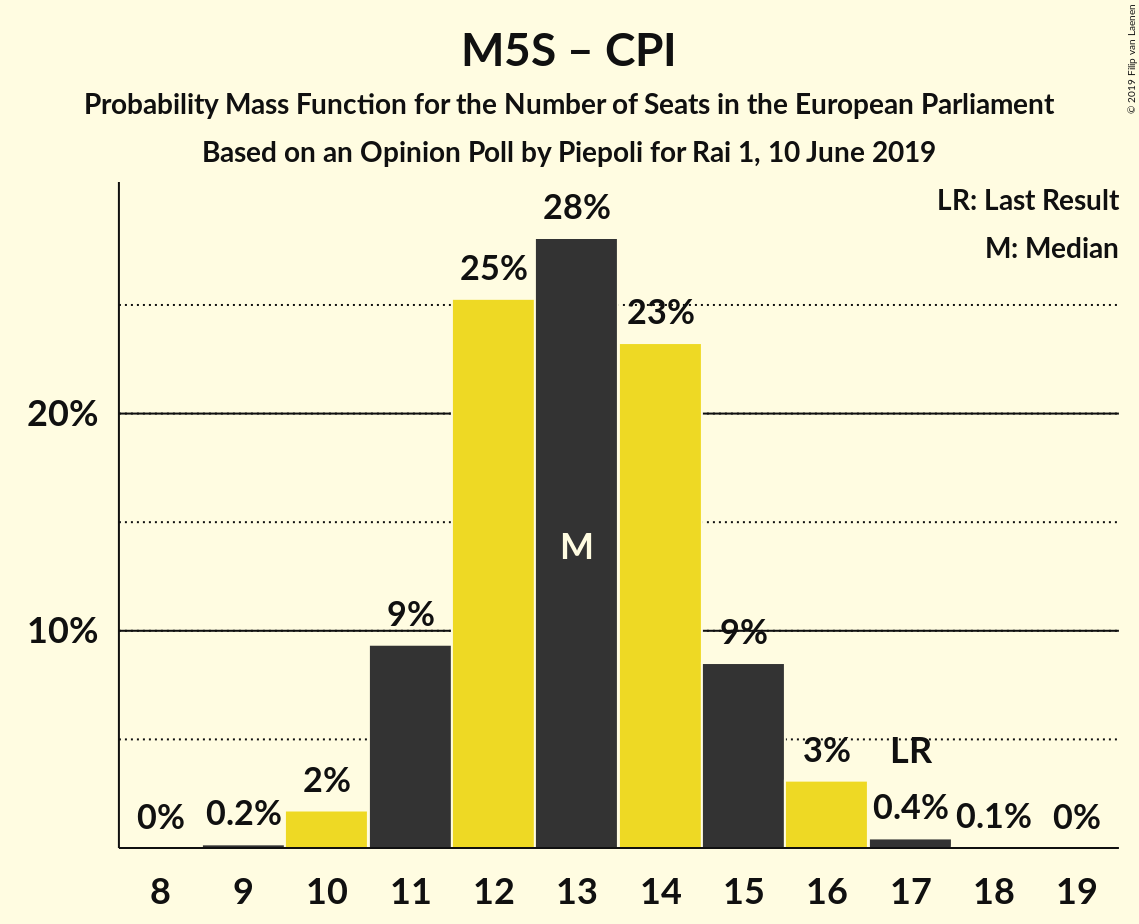 M5S – CPI
Probability Mass Function for the Number of Seats in the European Parliament
Based on an Opinion Poll by Piepoli for Rai 1, 10 June 2019
© 2019 Filip van Laenen
LR: Last Result
M: Median
28%
25%
23%
20%
M
10%
9%
9%
3%
LR
2%
0%
0.2%
0.4%
0.1%
0%
8 9 10 11 12 13 14 15 16 17 18 19